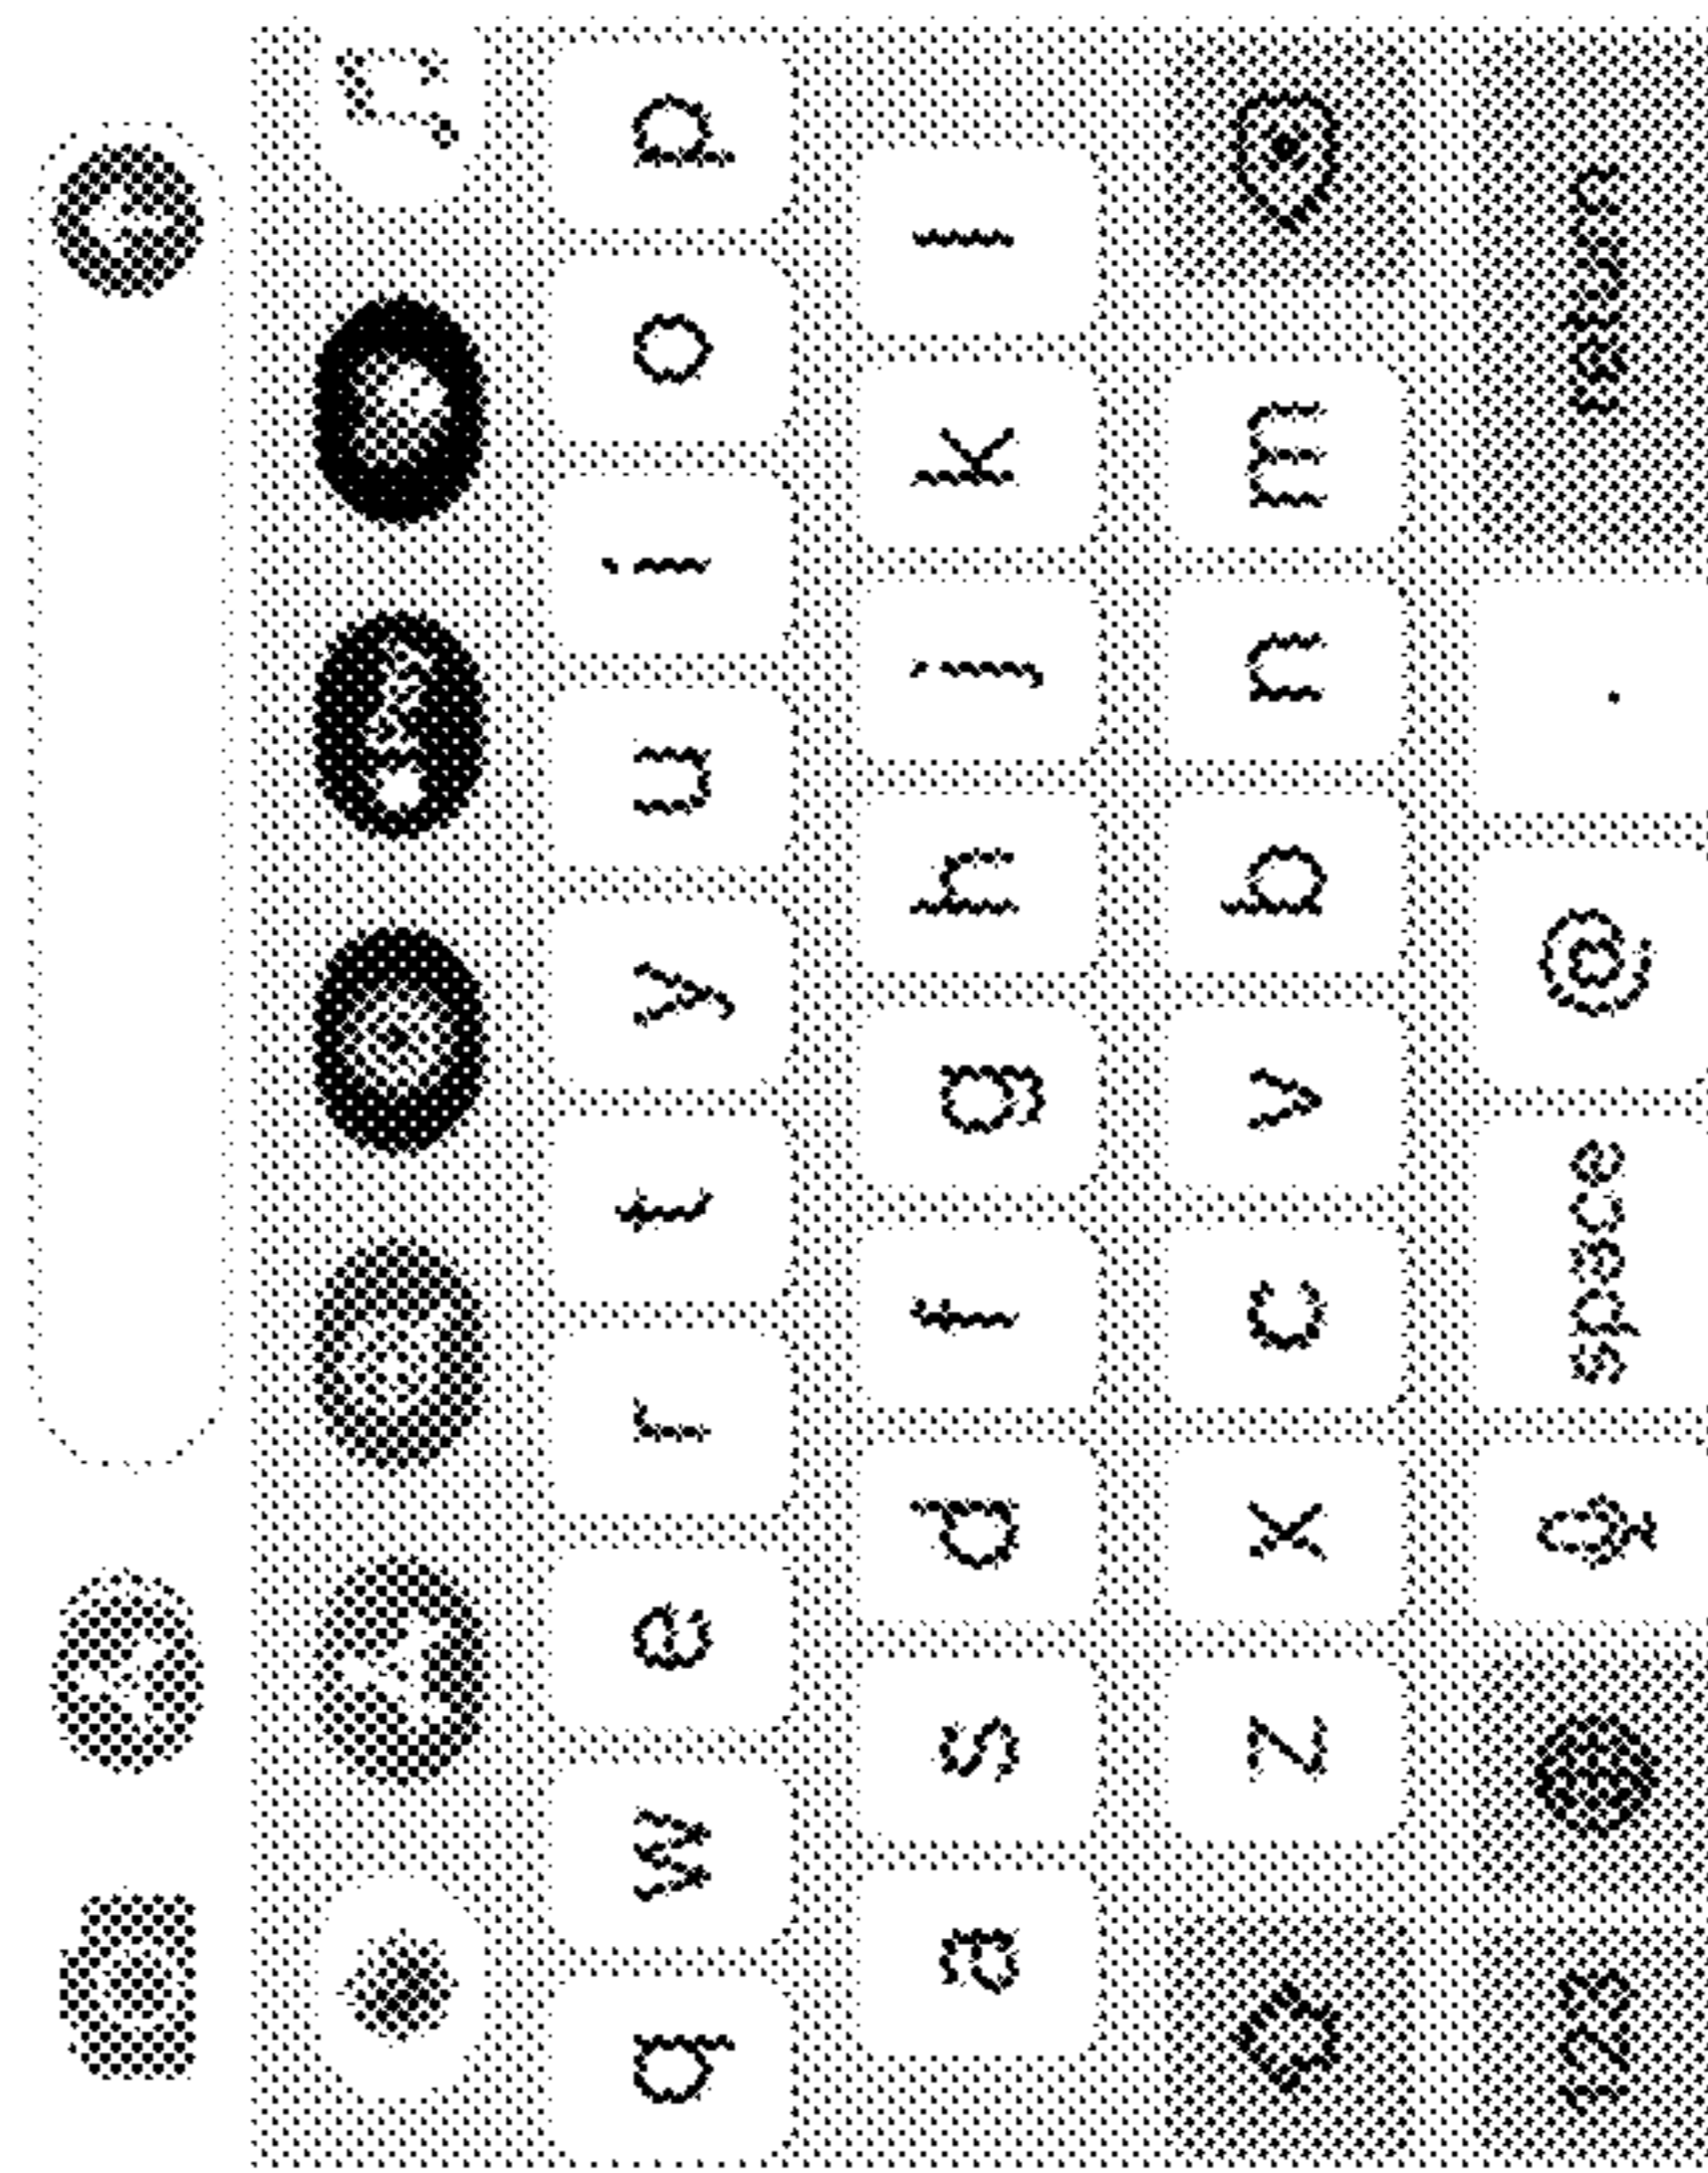 q w e r t y u i o p
a s d f g h j k l
z x c v b n m
123 space @ . return